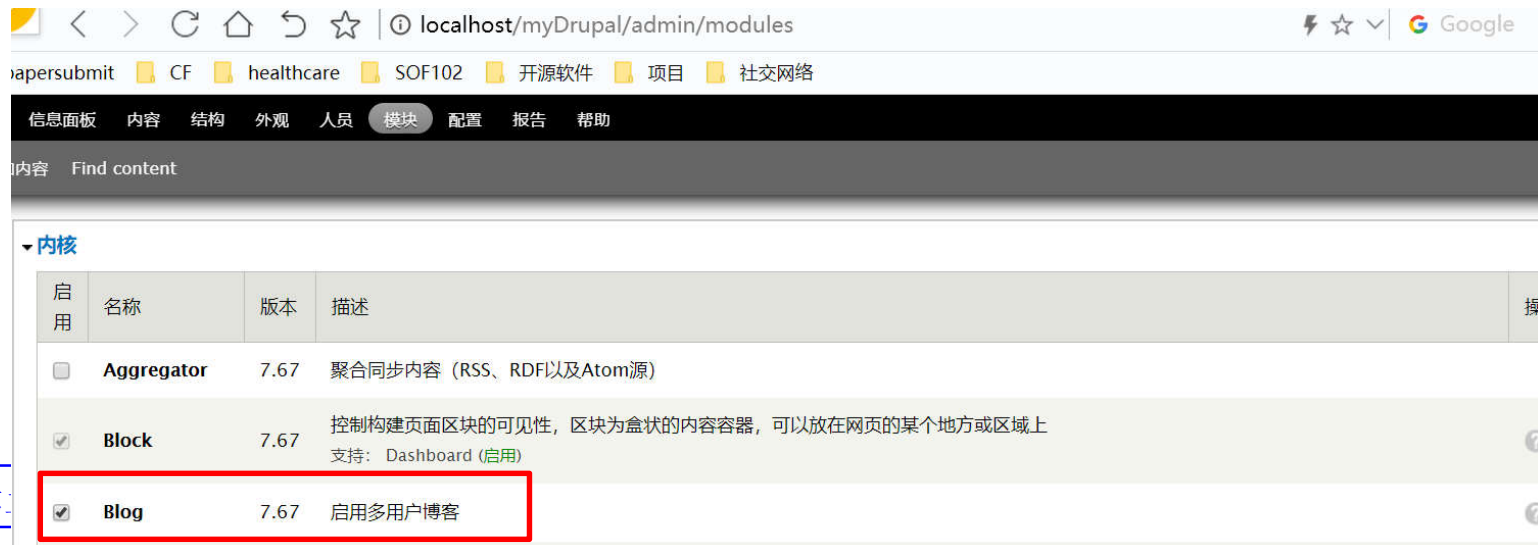 localhost/myDrupal/admin/modules Google
papersubmit CF healthcare SOF102 开源软件 项目 社交网络
信息面板 内容 结构 外观 人员 模块 配置 报告 帮助
内容 Find content
内核
启用 名称 版本 描述
Aggregator 7.67 聚合同步内容（RSS、RDF以及Atom源）
Block 7.67 控制构建页面区块的可见性，区块为盒状的内容容器，可以放在网页的某个地方或区域上
支持： Dashboard (启用)
Blog 7.67 启用多用户博客